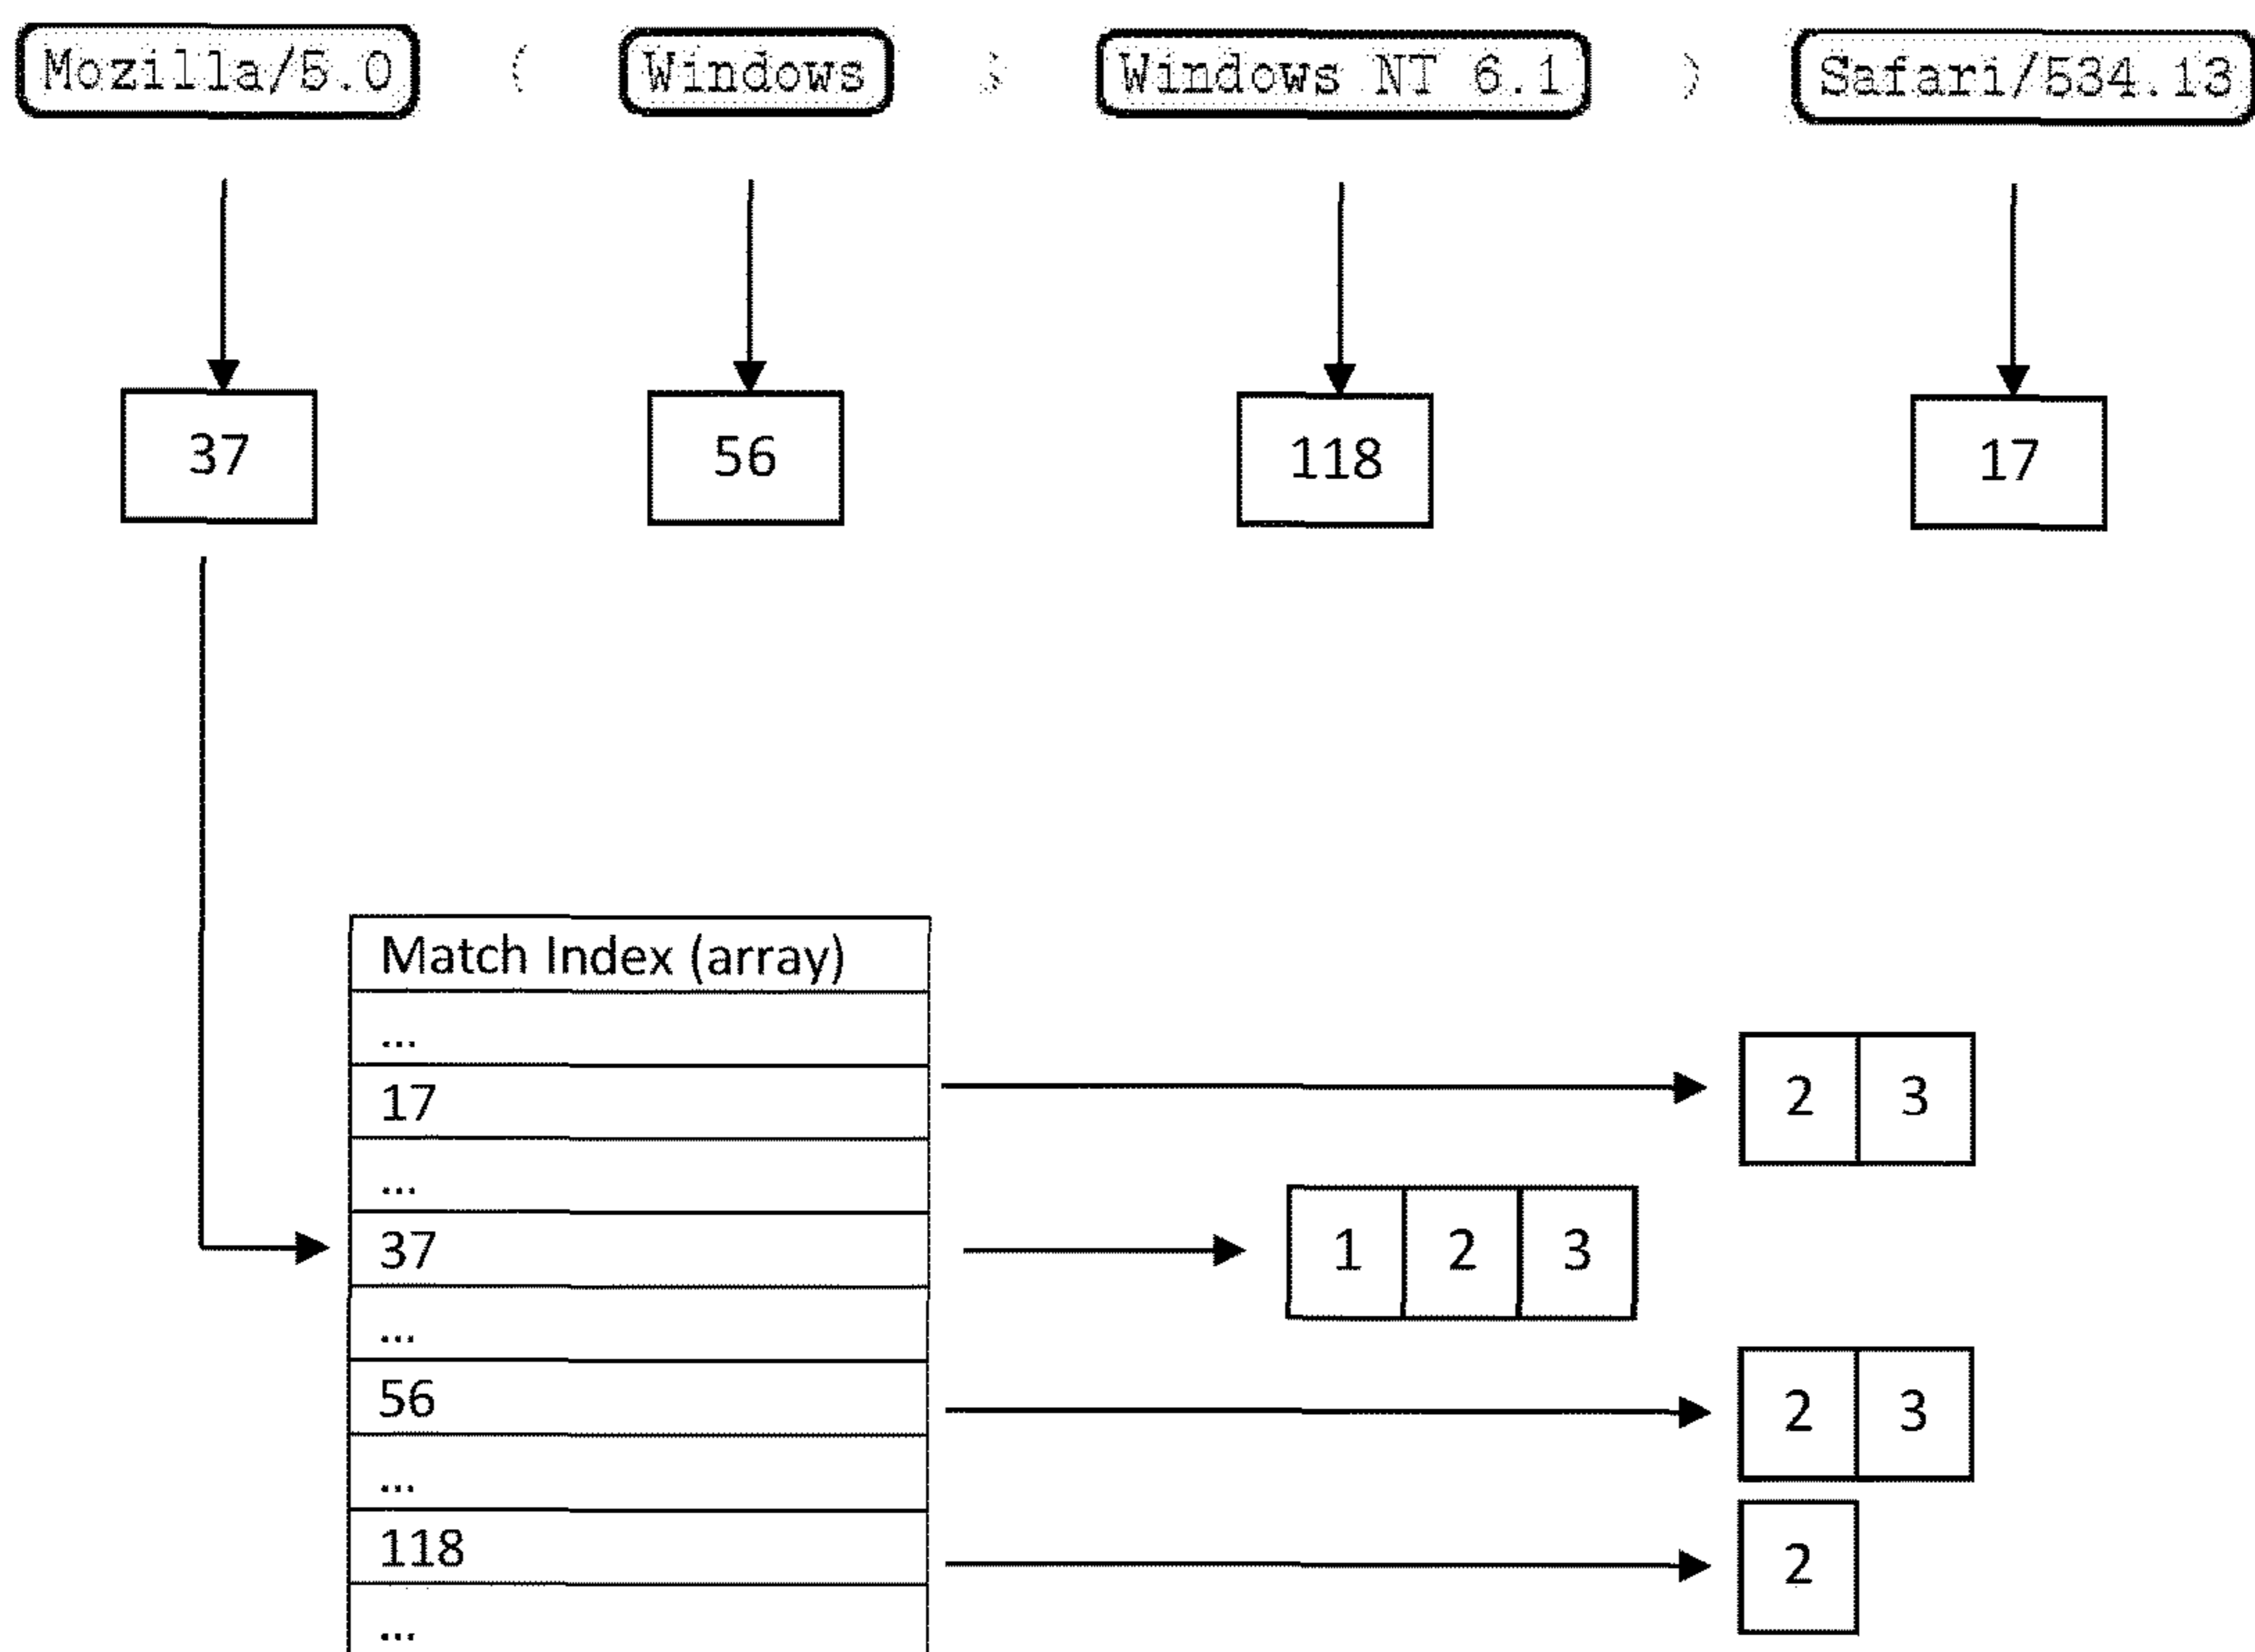 Mozilla/5.0 ( Windows ; Windows NT 6.1 ) Safari/534.13
37 56 118 17
Match Index (array)
...
17 2 3
...
37 1 2 3
...
56 2 3
...
118 2
...